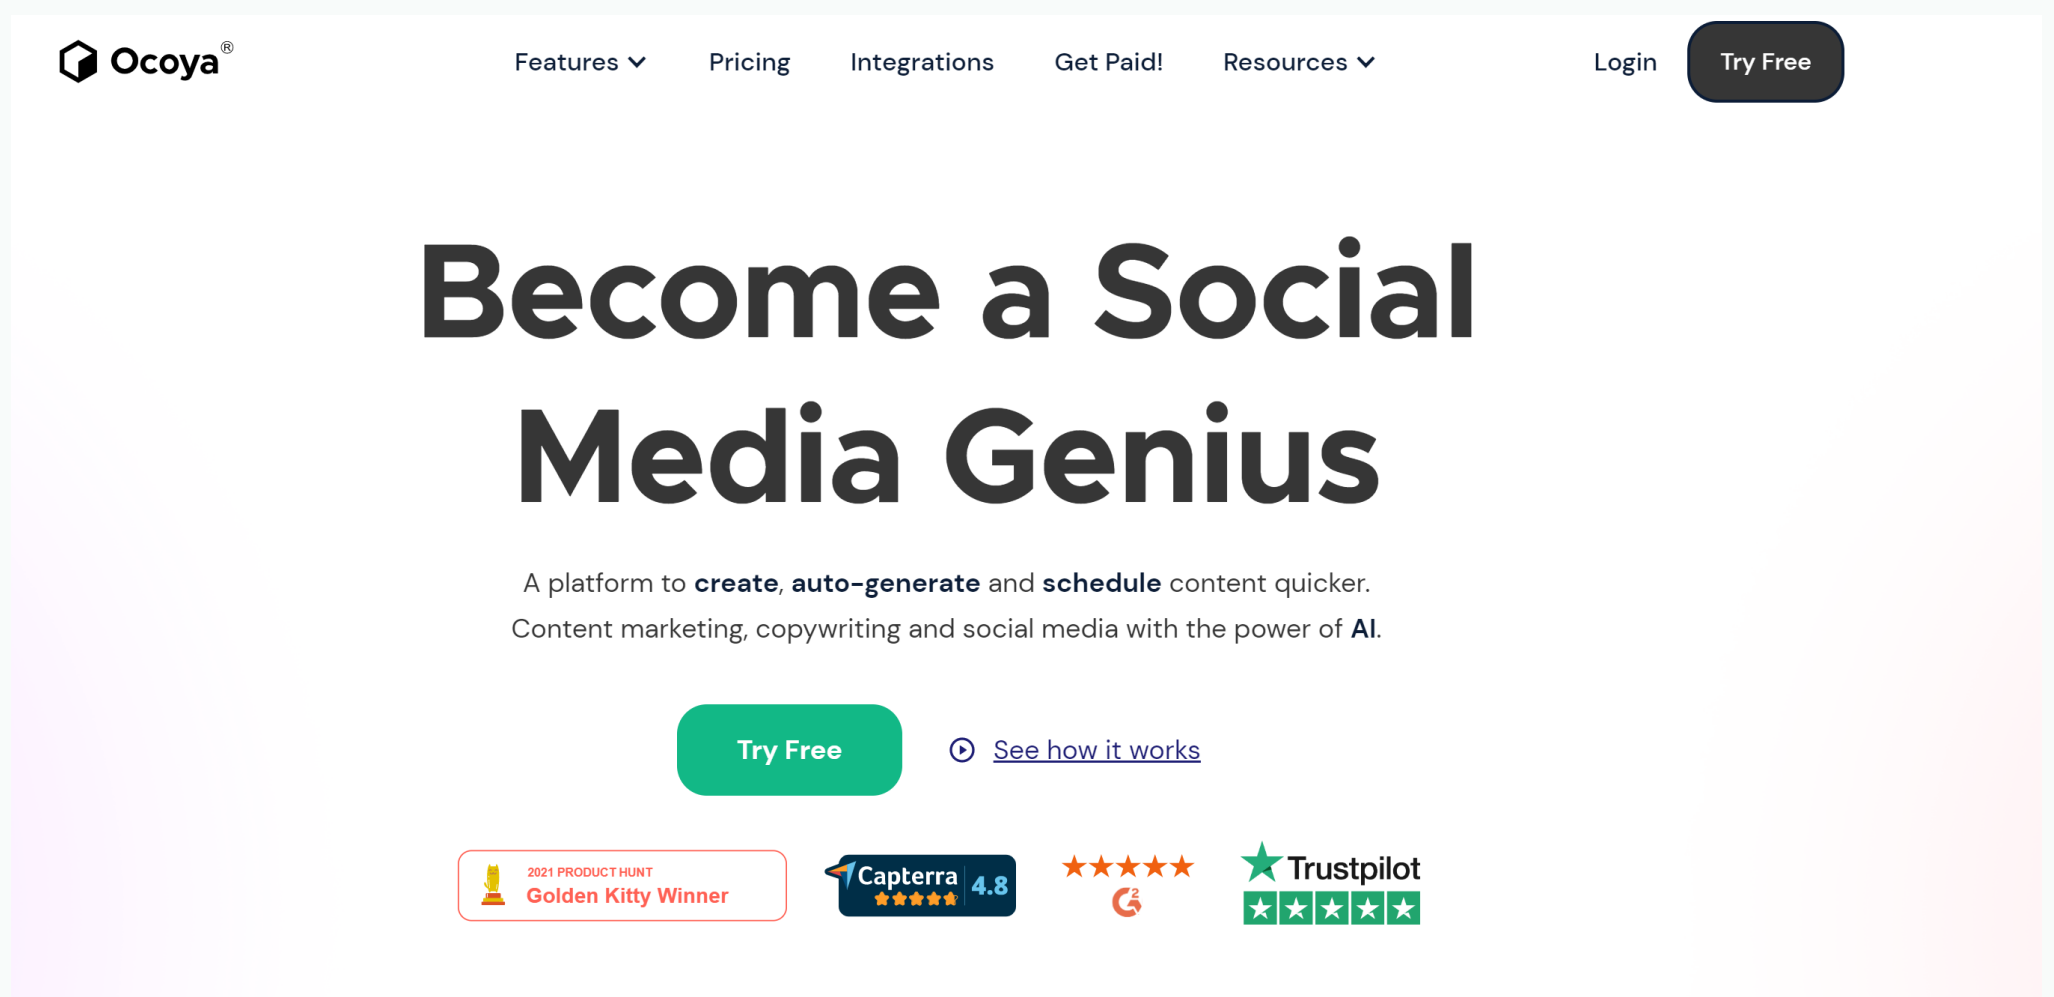 Ocoya®
Features
Pricing
Integrations
Get Paid!
Resources
Login
Try Free
Become a Social
Media Genius
A platform to create, auto-generate and schedule content quicker.
Content marketing, copywriting and social media with the power of AI.
Try Free
See how it works
2021 PRODUCT HUNT
Golden Kitty Winner
Capterra
4.8
G2
Trustpilot